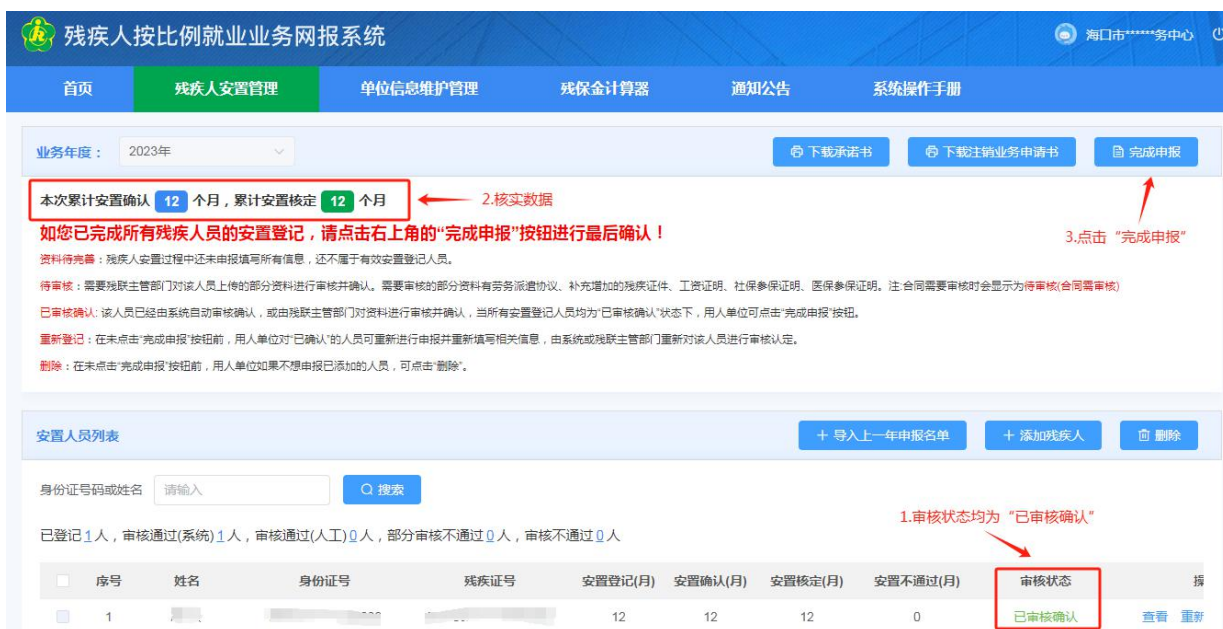 残疾人按比例就业业务网报系统
海口市******务中心
首页 残疾人安置管理 单位信息维护管理 残保金计算器 通知公告 系统操作手册
业务年度： 2023年 下载承诺书 下载注销业务申请书 完成申报
本次累计安置确认 12 个月，累计安置核定 12 个月 2.核实数据
如您已完成所有残疾人员的安置登记，请点击右上角的“完成申报”按钮进行最后确认！ 3.点击“完成申报”
资料待完善：残疾人安置过程中还未申报填写所有信息，还不属于有效安置登记人员。
待审核：需要残联主管部门对该人员上传的部分资料进行审核并确认。需要审核的部分资料有劳务派遣协议、补充增加的残疾证件、工资证明、社保参保证明、医保参保证明。注:合同需要审核时会显示为待审核(合同需审核)
已审核确认: 该人员已经由系统自动审核确认，或由残联主管部门对资料进行审核并确认，当所有安置登记人员均为“已审核确认”状态下，用人单位可点击“完成申报”按钮。
重新登记：在未点击“完成申报”按钮前，用人单位对“已确认”的人员可重新进行申报并重新填写相关信息，由系统或残联主管部门重新对该人员进行审核认定。
删除：在未点击“完成申报”按钮前，用人单位如果不想申报已添加的人员，可点击“删除”。
安置人员列表 + 导入上一年申报名单 + 添加残疾人 删除
身份证号码或姓名 请输入 搜索
1.审核状态均为“已审核确认”
已登记1人，审核通过(系统)1人，审核通过(人工)0人，部分审核不通过0人，审核不通过0人
序号 姓名 身份证号 残疾证号 安置登记(月) 安置确认(月) 安置核定(月) 安置不通过(月) 审核状态
1 12 12 12 0 已审核确认 查看 重新